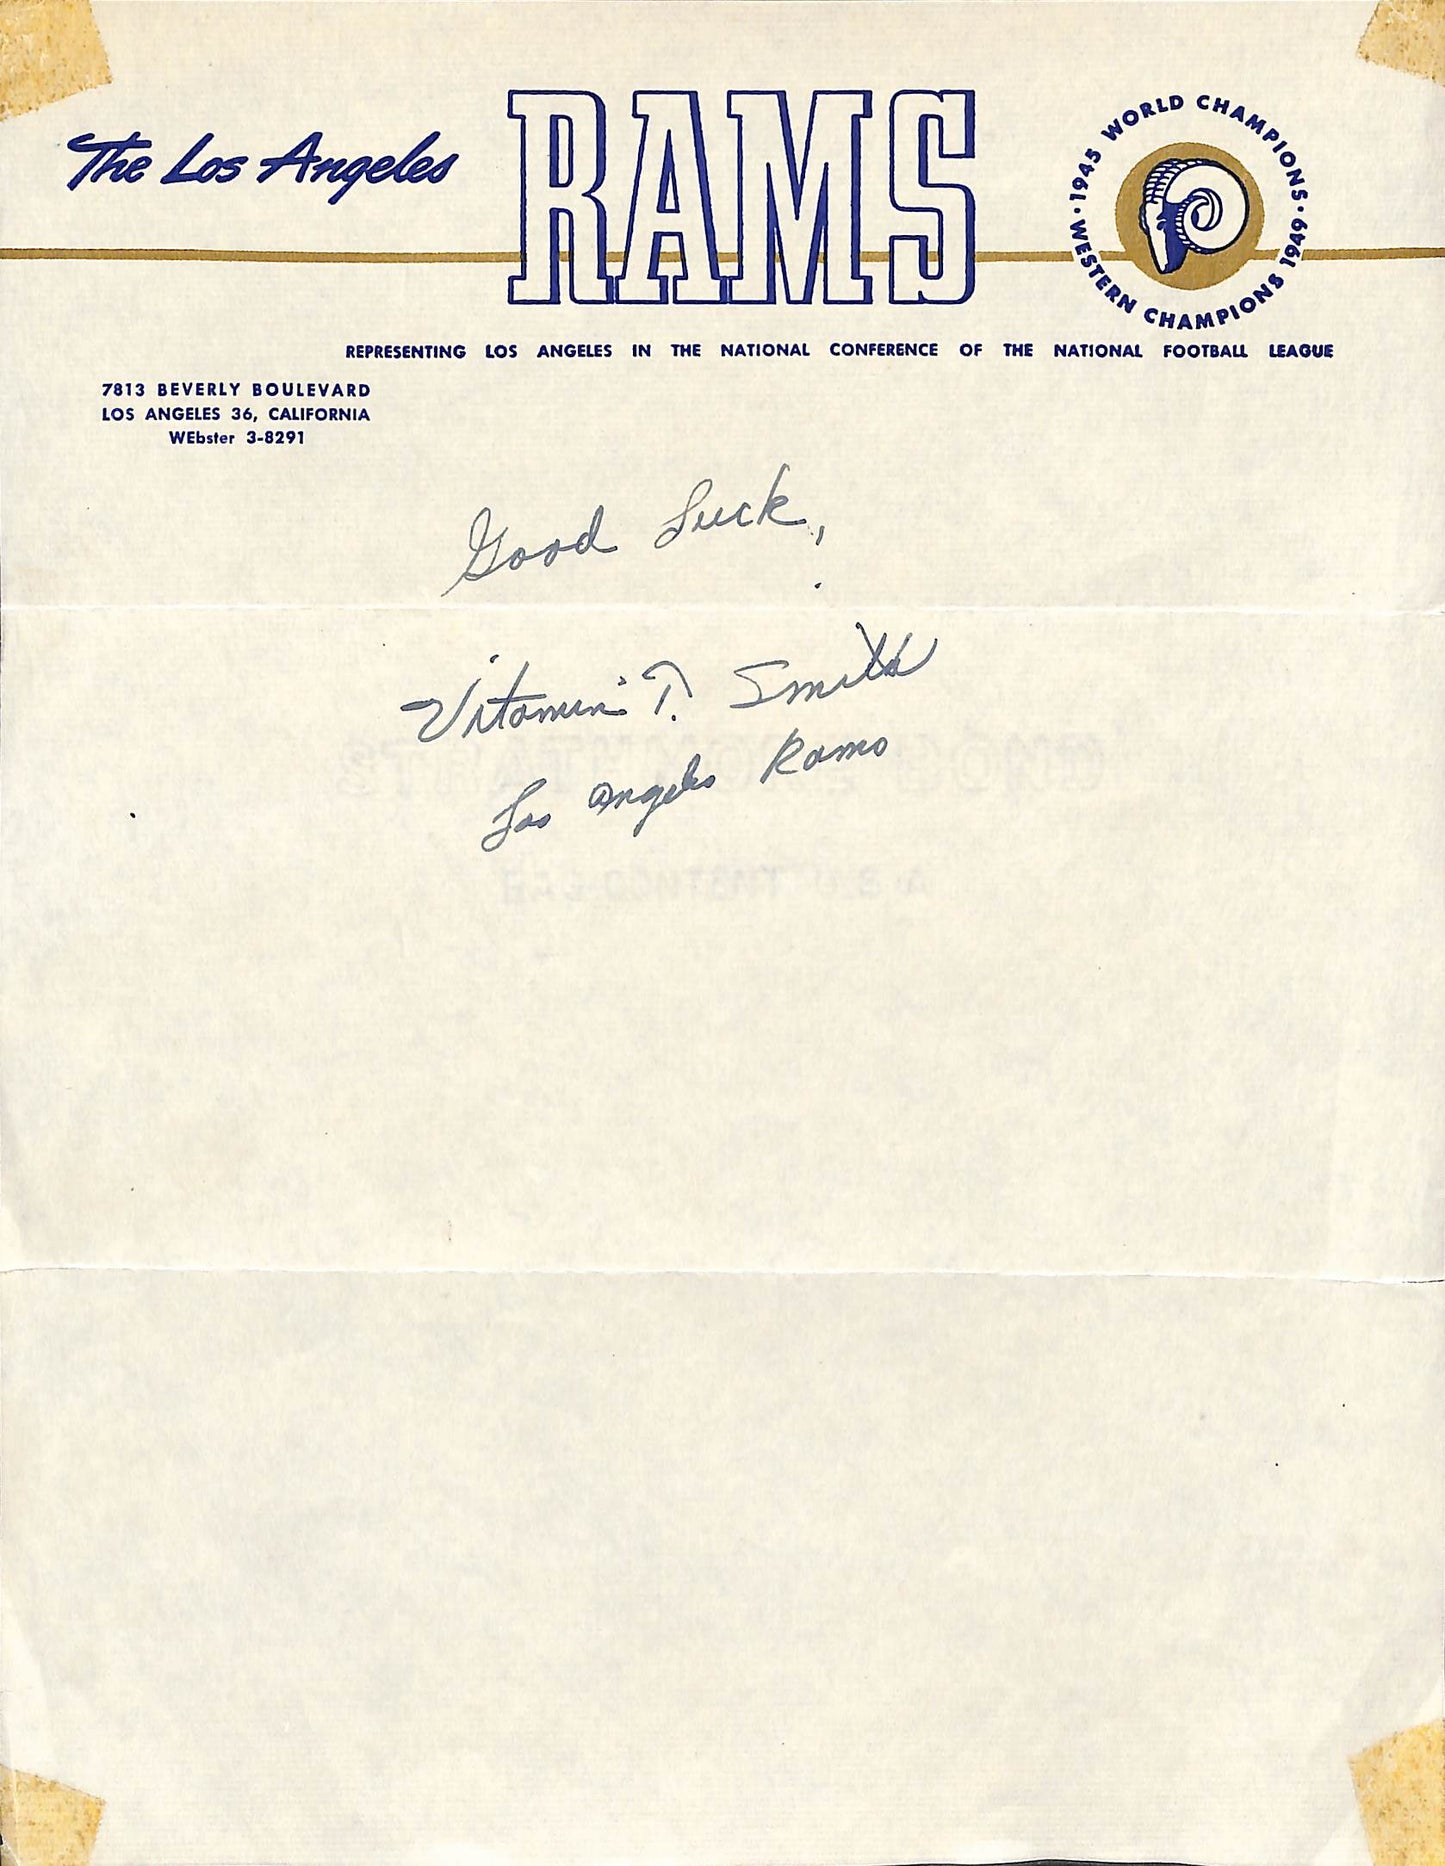 The Los Angeles RAMS
· 1945 WORLD CHAMPIONS ·
WESTERN CHAMPIONS 1949
REPRESENTING LOS ANGELES IN THE NATIONAL CONFERENCE OF THE NATIONAL FOOTBALL LEAGUE
7813 BEVERLY BOULEVARD
LOS ANGELES 36, CALIFORNIA
WEbster 3-8291
Good Luck,
"Vitamin" T. Smith
Los Angeles Rams